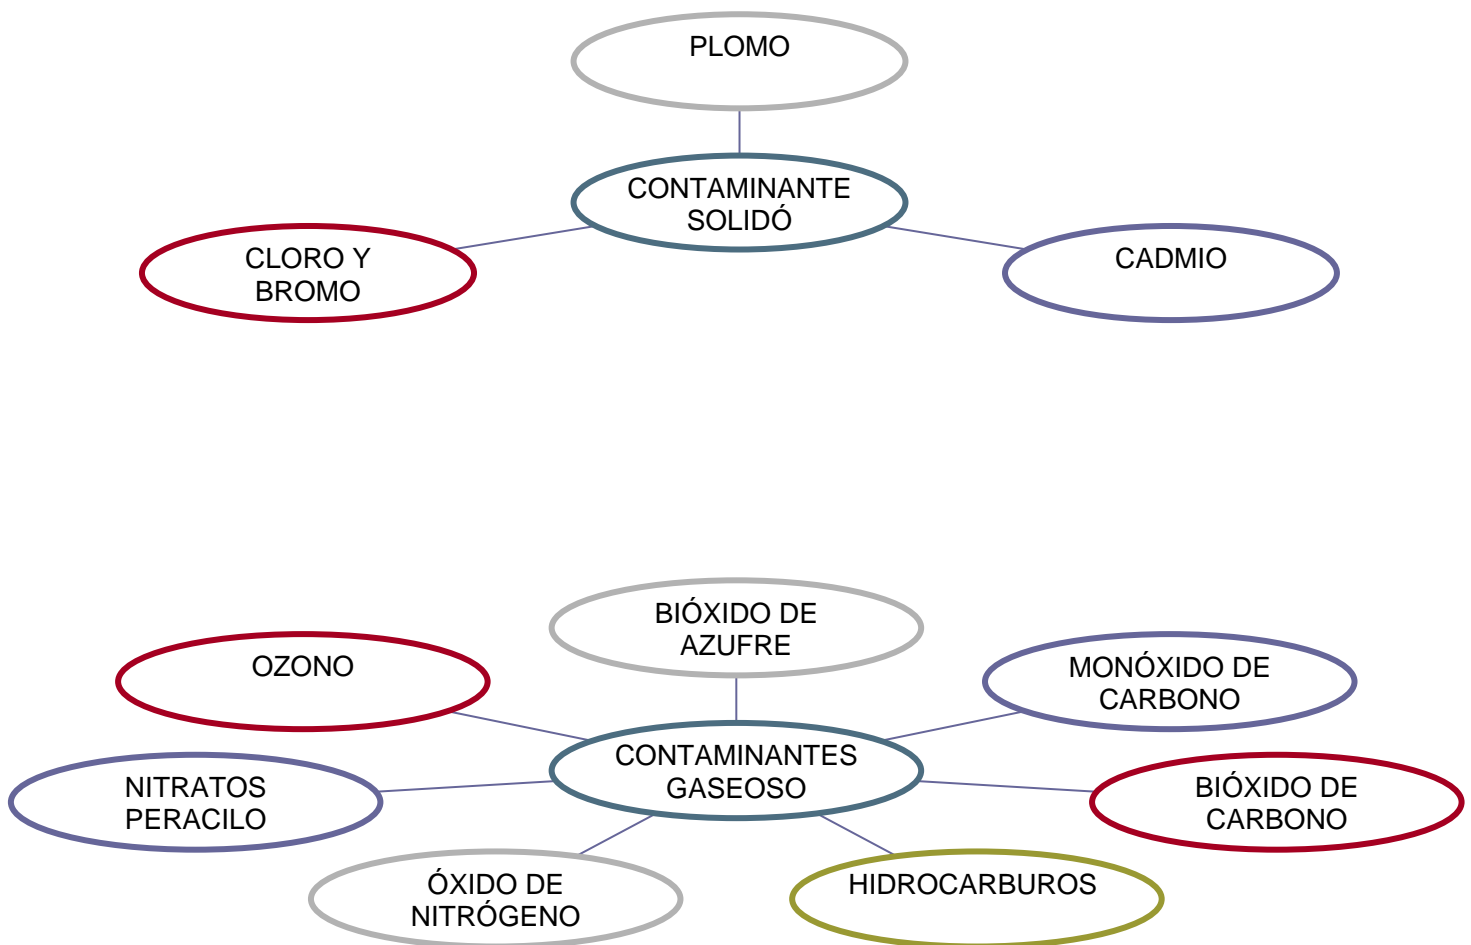 PLOMO
CONTAMINANTE
SOLIDÓ
CLORO Y
BROMO
CADMIO
BIÓXIDO DE
AZUFRE
OZONO
MONÓXIDO DE
CARBONO
CONTAMINANTES
GASEOSO
NITRATOS
PERACILO
BIÓXIDO DE
CARBONO
ÓXIDO DE
NITRÓGENO
HIDROCARBUROS